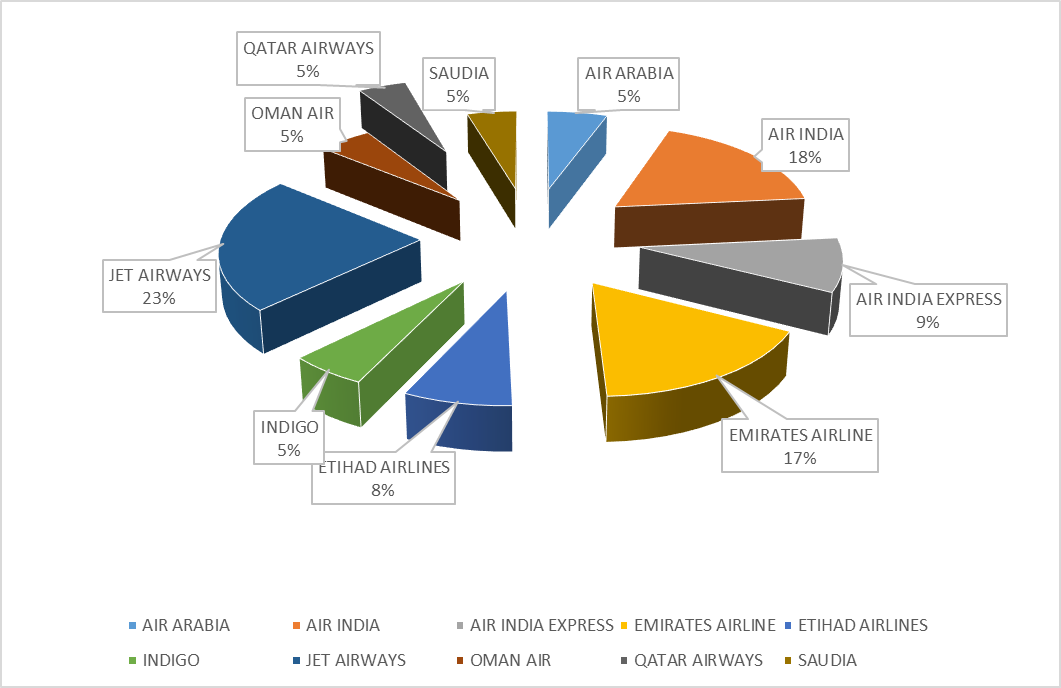 QATAR AIRWAYS
5%
SAUDIA
5%
AIR ARABIA
5%
OMAN AIR
5%
AIR INDIA
18%
JET AIRWAYS
23%
AIR INDIA EXPRESS
9%
INDIGO
5%
EMIRATES AIRLINE
17%
ETIHAD AIRLINES
8%
AIR ARABIA
AIR INDIA
AIR INDIA EXPRESS
EMIRATES AIRLINE
ETIHAD AIRLINES
INDIGO
JET AIRWAYS
OMAN AIR
QATAR AIRWAYS
SAUDIA